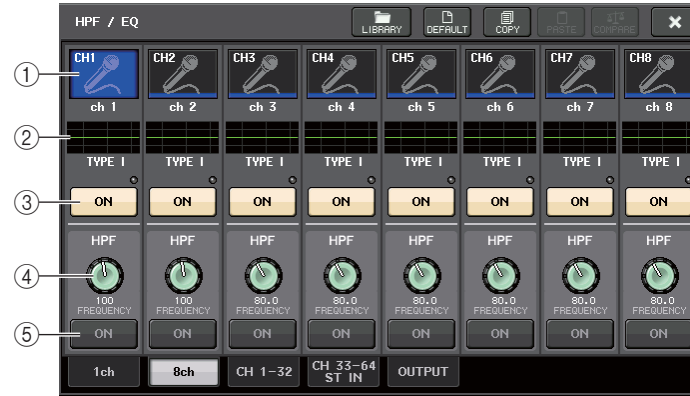 HPF / EQ LIBRARY DEFAULT COPY PASTE COMPARE ×
① CH1 CH2 CH3 CH4 CH5 CH6 CH7 CH8
ch 1 ch 2 ch 3 ch 4 ch 5 ch 6 ch 7 ch 8
②
TYPE I TYPE I TYPE I TYPE I TYPE I TYPE I TYPE I TYPE I
③ ON ON ON ON ON ON ON ON
HPF HPF HPF HPF HPF HPF HPF HPF
④
100 100 80.0 80.0 80.0 80.0 80.0 80.0
FREQUENCY FREQUENCY FREQUENCY FREQUENCY FREQUENCY FREQUENCY FREQUENCY FREQUENCY
⑤ ON ON ON ON ON ON ON ON
1ch 8ch CH 1-32 CH 33-64 OUTPUT
ST IN